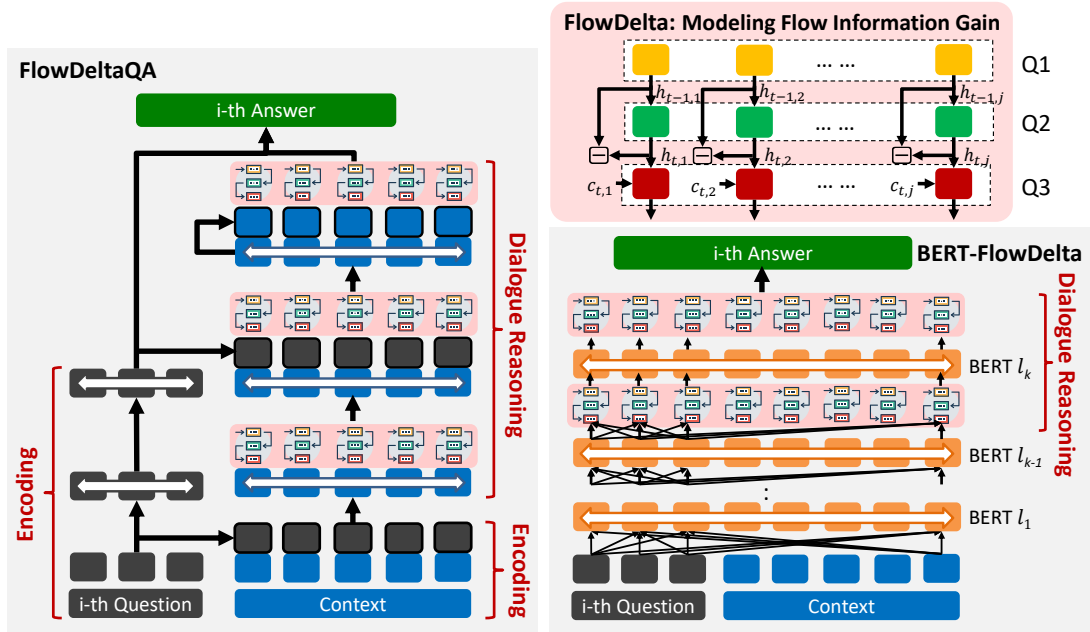 FlowDeltaQA
i-th Answer
Dialogue Reasoning
Encoding
Encoding
i-th Question
Context
FlowDelta: Modeling Flow Information Gain
... ...
Q1
h_{t-1,1}
h_{t-1,2}
h_{t-1,j}
... ...
Q2
h_{t,1}
h_{t,2}
h_{t,j}
c_{t,1}
c_{t,2}
... ...
c_{t,j}
Q3
i-th Answer
BERT-FlowDelta
Dialogue Reasoning
BERT l_k
BERT l_{k-1}
:
BERT l_1
i-th Question
Context